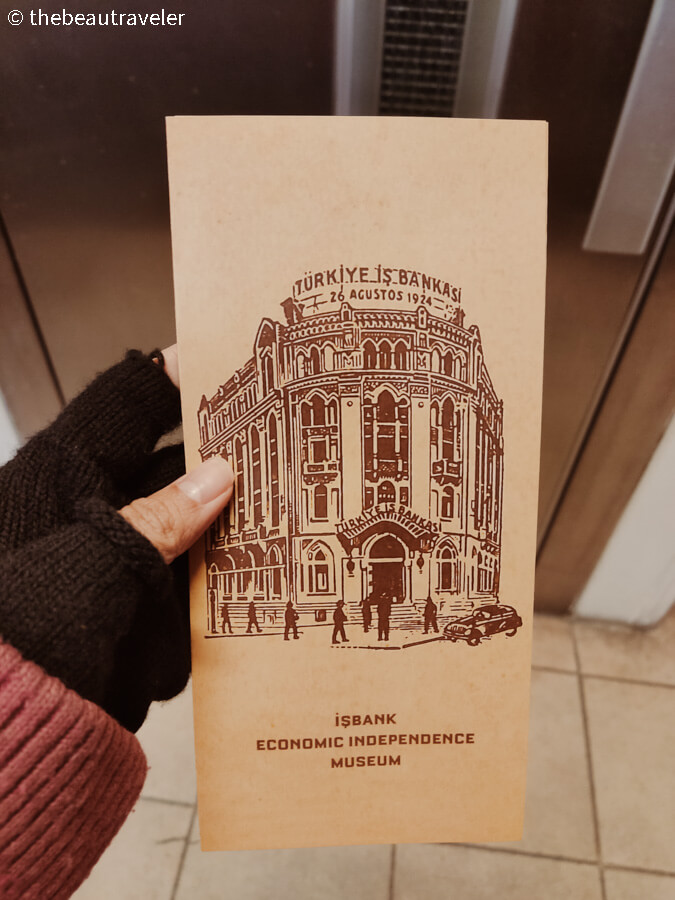 © thebeautraveler
TÜRKİYE İŞ BANKASI
26 AGUSTOS 1924
TÜRKİYE İŞ BANKASI
İŞBANK
ECONOMIC INDEPENDENCE
MUSEUM